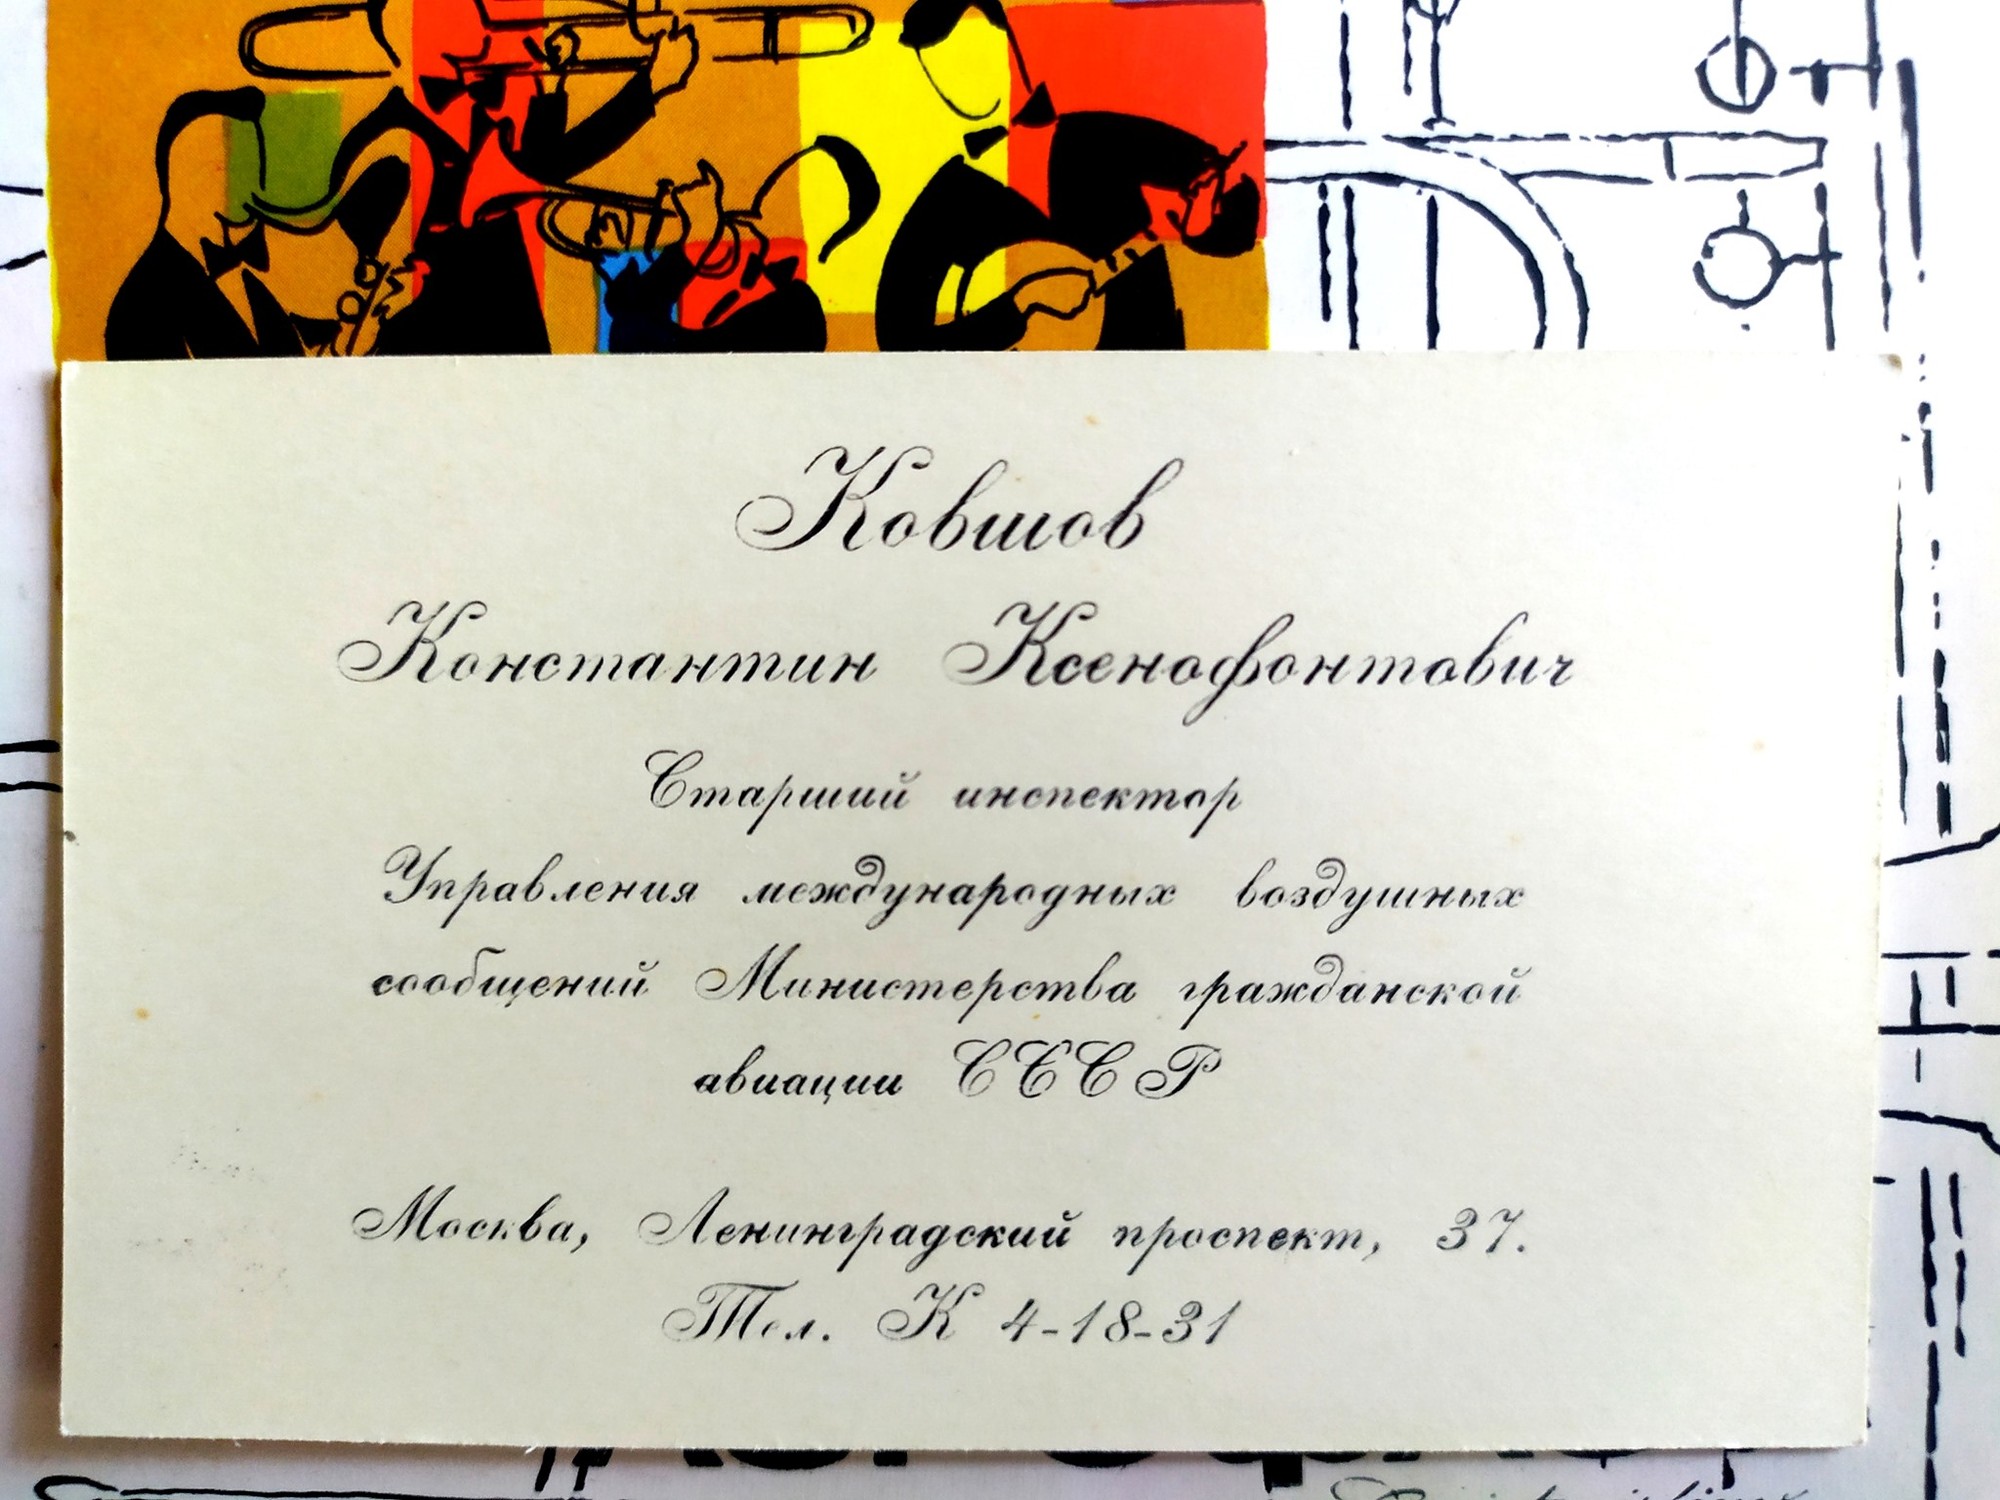 Ковшов
Константин Ксенофонтович
Старший инспектор
Управления международных воздушных
сообщений Министерства гражданской
авиации СССР
Москва, Ленинградский проспект, 37.
Тел. К 4-18-31